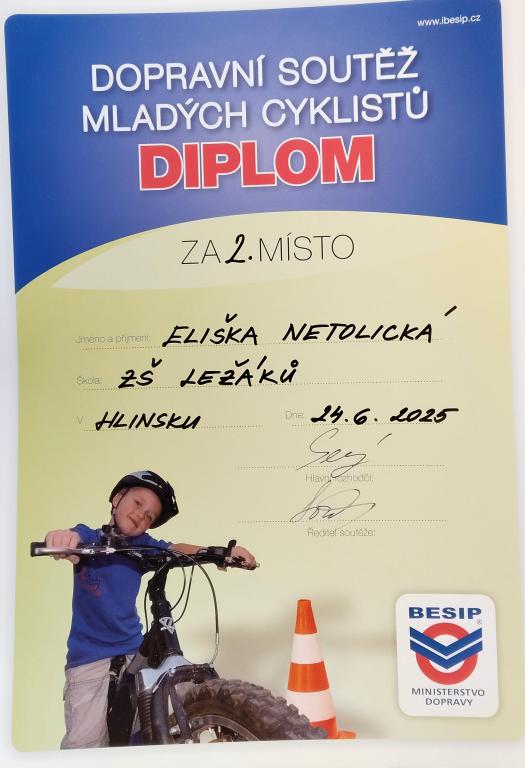 www.ibesip.cz
DOPRAVNÍ SOUTĚŽ
MLADÝCH CYKLISTŮ
DIPLOM
ZA 2. MÍSTO
Jméno a příjmení: ELIŠKA NETOLICKÁ
Škola: ZŠ LEŽÁKŮ
V HLINSKU Dne: 24.6. 2025
Hlavní rozhodčí:
Ředitel soutěže:
BESIP®
MINISTERSTVO
DOPRAVY